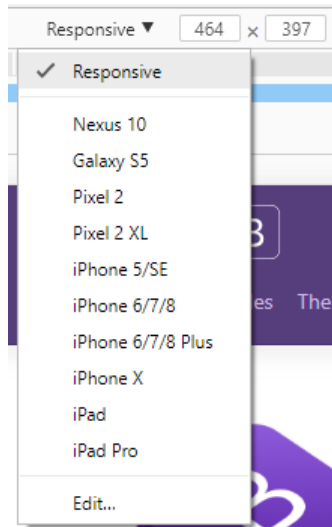 Responsive ▼ 464 × 397
✓ Responsive
Nexus 10
Galaxy S5
Pixel 2
Pixel 2 XL
iPhone 5/SE
iPhone 6/7/8
es The
iPhone 6/7/8 Plus
iPhone X
iPad
iPad Pro
Edit...